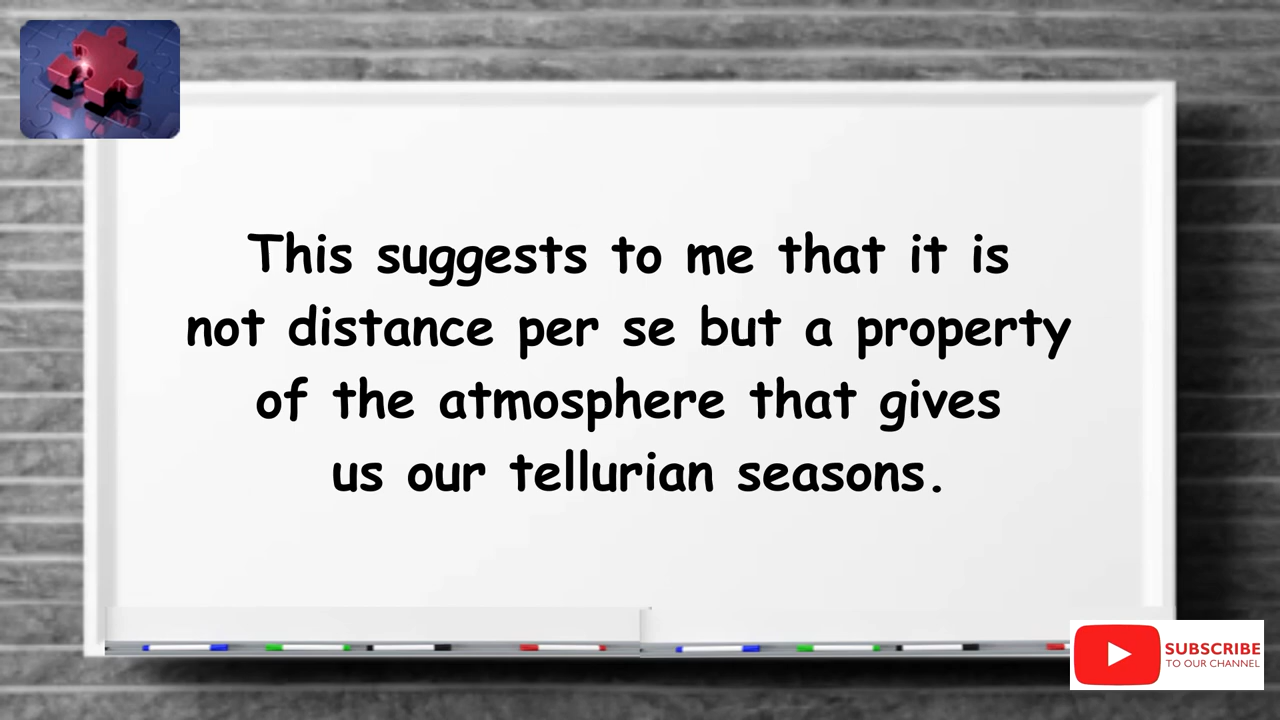 This suggests to me that it is
not distance per se but a property
of the atmosphere that gives
us our tellurian seasons.
SUBSCRIBE
TO OUR CHANNEL